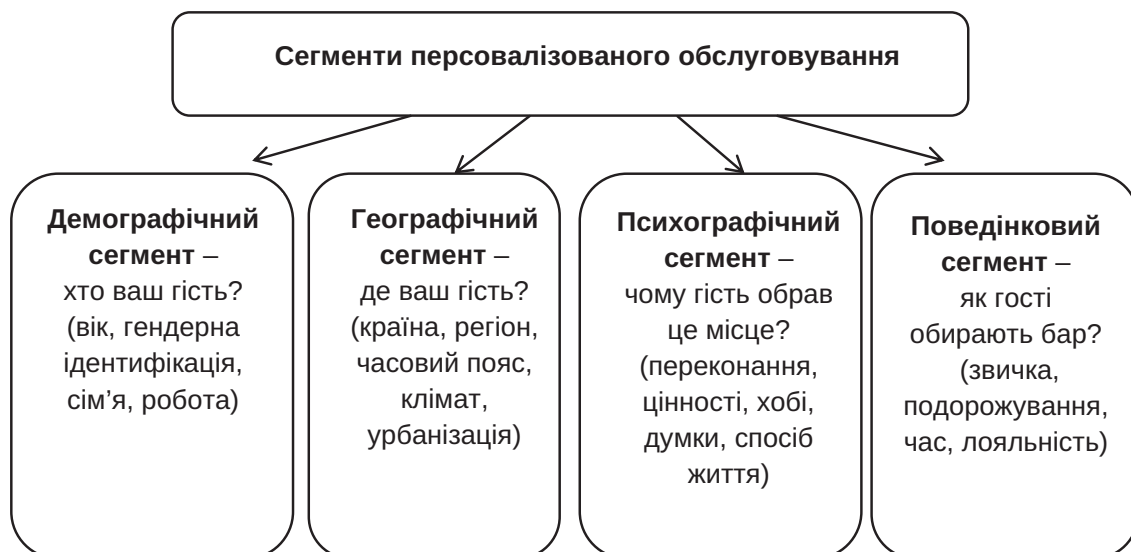 Сегменти персовалізованого обслуговування
Демографічний
сегмент –
хто ваш гість?
(вік, гендерна
ідентифікація,
сім’я, робота)
Географічний
сегмент –
де ваш гість?
(країна, регіон,
часовий пояс,
клімат,
урбанізація)
Психографічний
сегмент –
чому гість обрав
це місце?
(переконання,
цінності, хобі,
думки, спосіб
життя)
Поведінковий
сегмент –
як гості
обирають бар?
(звичка,
подорожування,
час, лояльність)